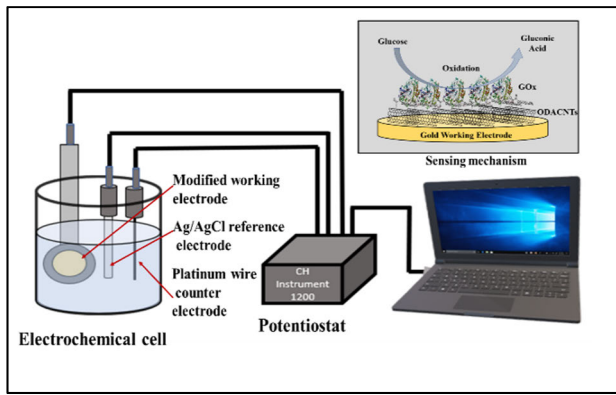 Glucose
Gluconic
Acid
Oxidation
GOx
ODACNTs
Gold Working Electrode
Sensing mechanism
Modified working
electrode
Ag/AgCl reference
electrode
Platinum wire
counter
electrode
Electrochemical cell
CH
Instrument
1200
Potentiostat